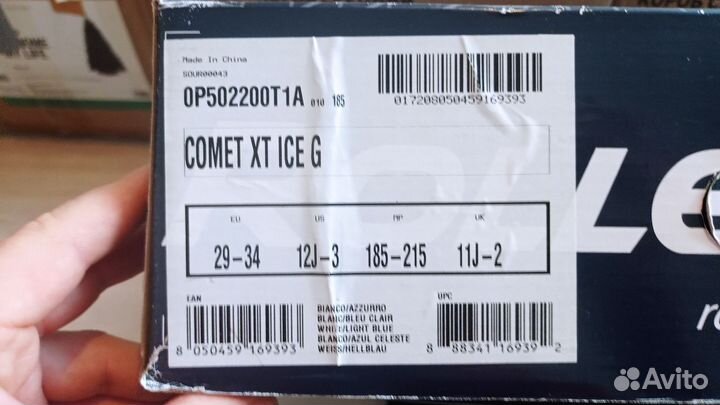 Made In China
SOUR00043
0P502200T1A 010 185
017208050459169393
COMET XT ICE G
EU US MP UK
29-34 12J-3 185-215 11J-2
EAN
8 050459 169393
BIANCO/AZZURRO
BLANC/BLEU CLAIR
WHITE/LIGHT BLUE
BLANCO/AZUL CELESTE
WEISS/HELLBLAU
UPC
8 88341 16939 2
OLLE
Avito